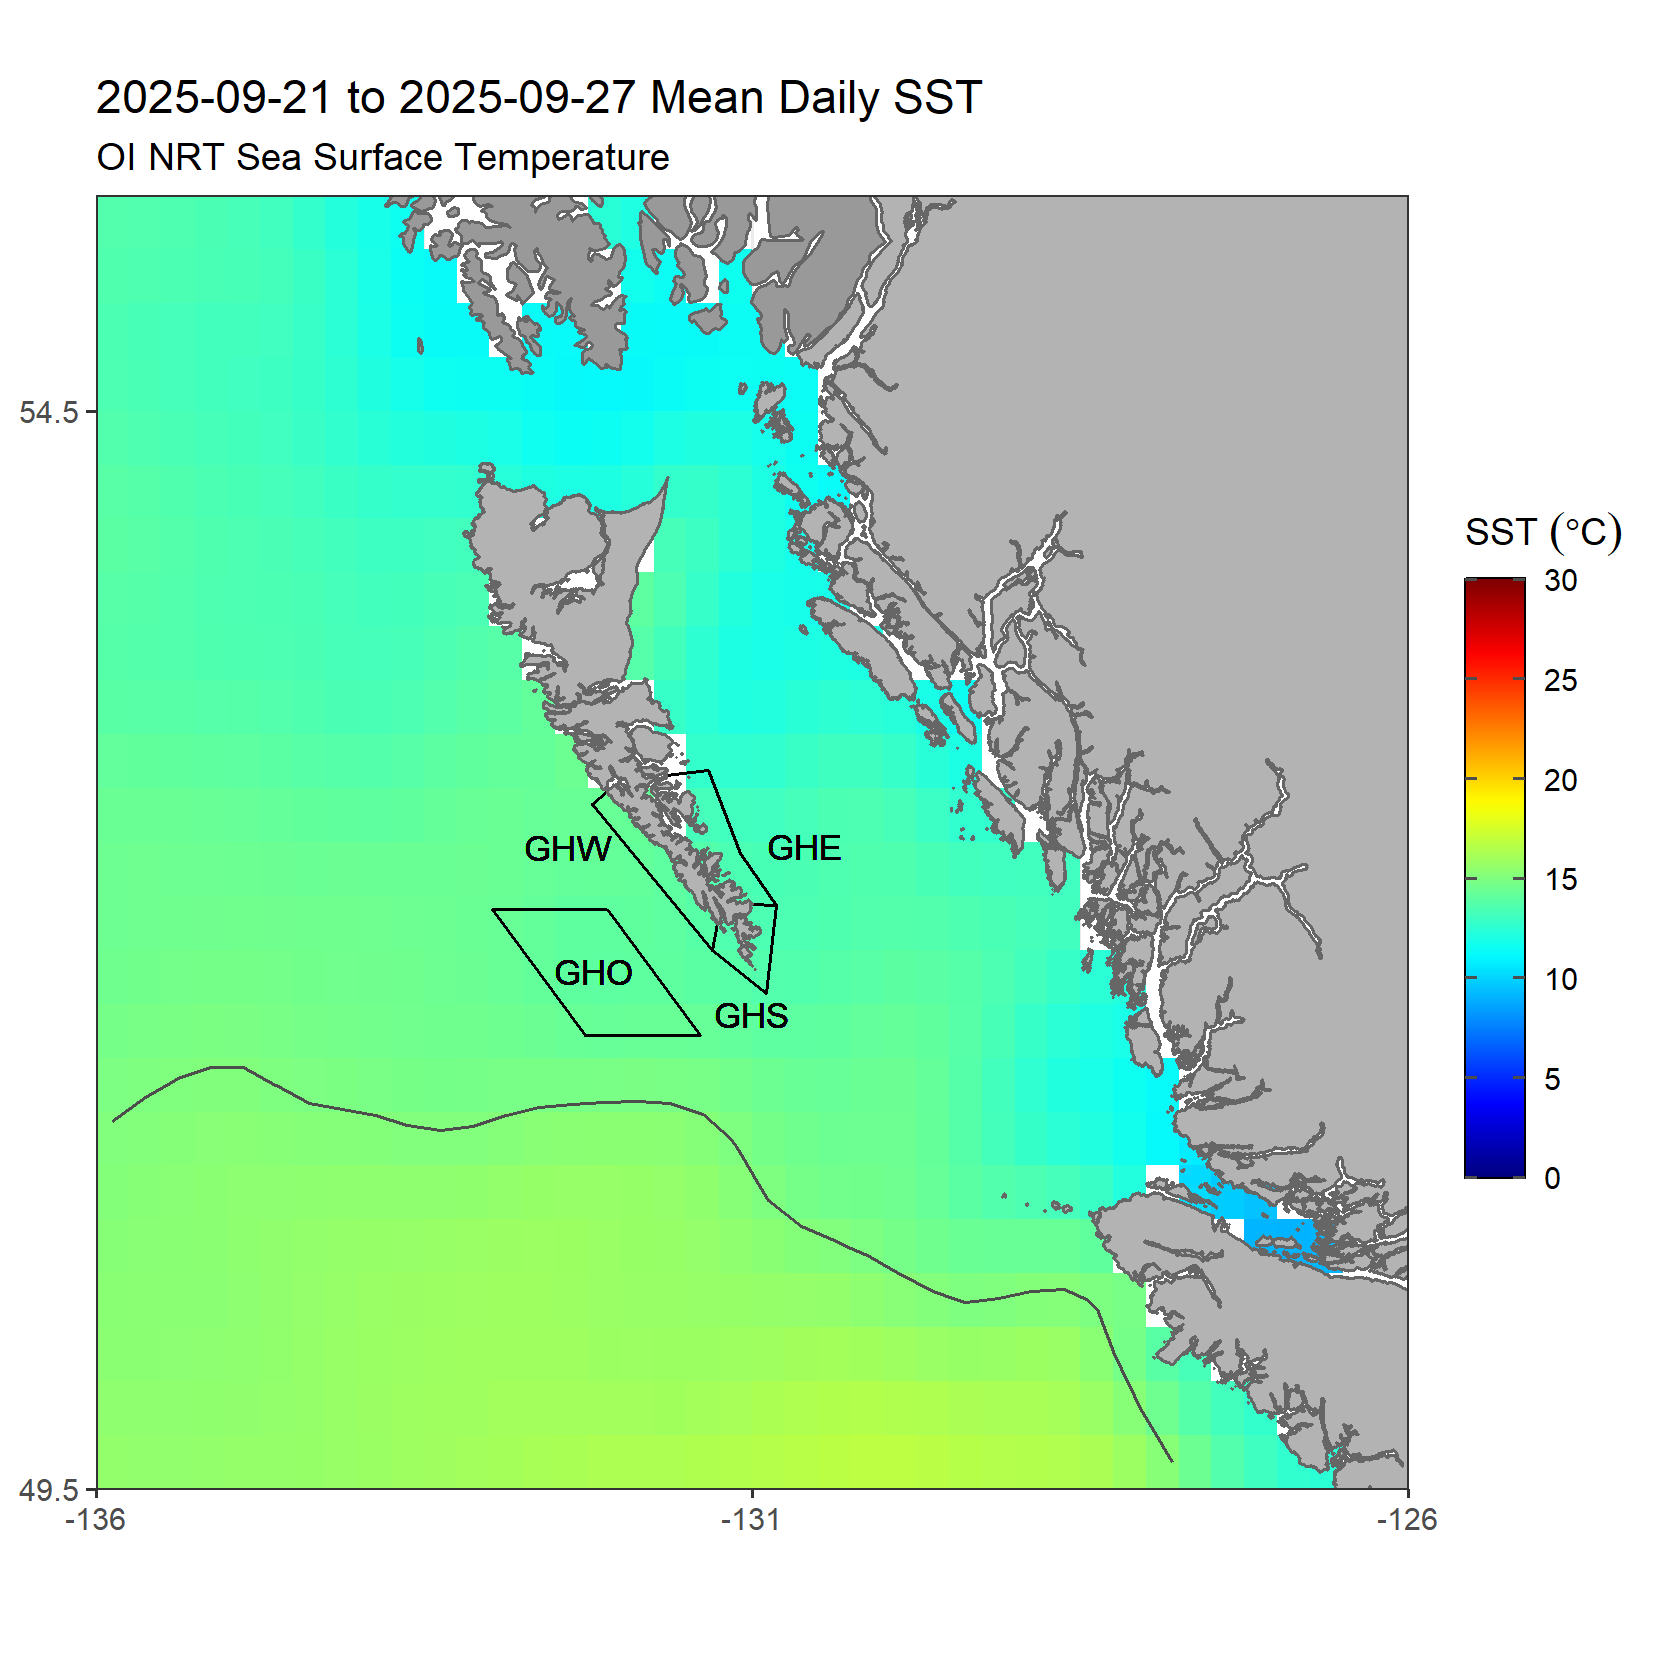 2025-09-21 to 2025-09-27 Mean Daily SST
OI NRT Sea Surface Temperature
54.5
49.5
-136
-131
-126
GHW
GHE
GHO
GHS
SST (°C)
30
25
20
15
10
5
0